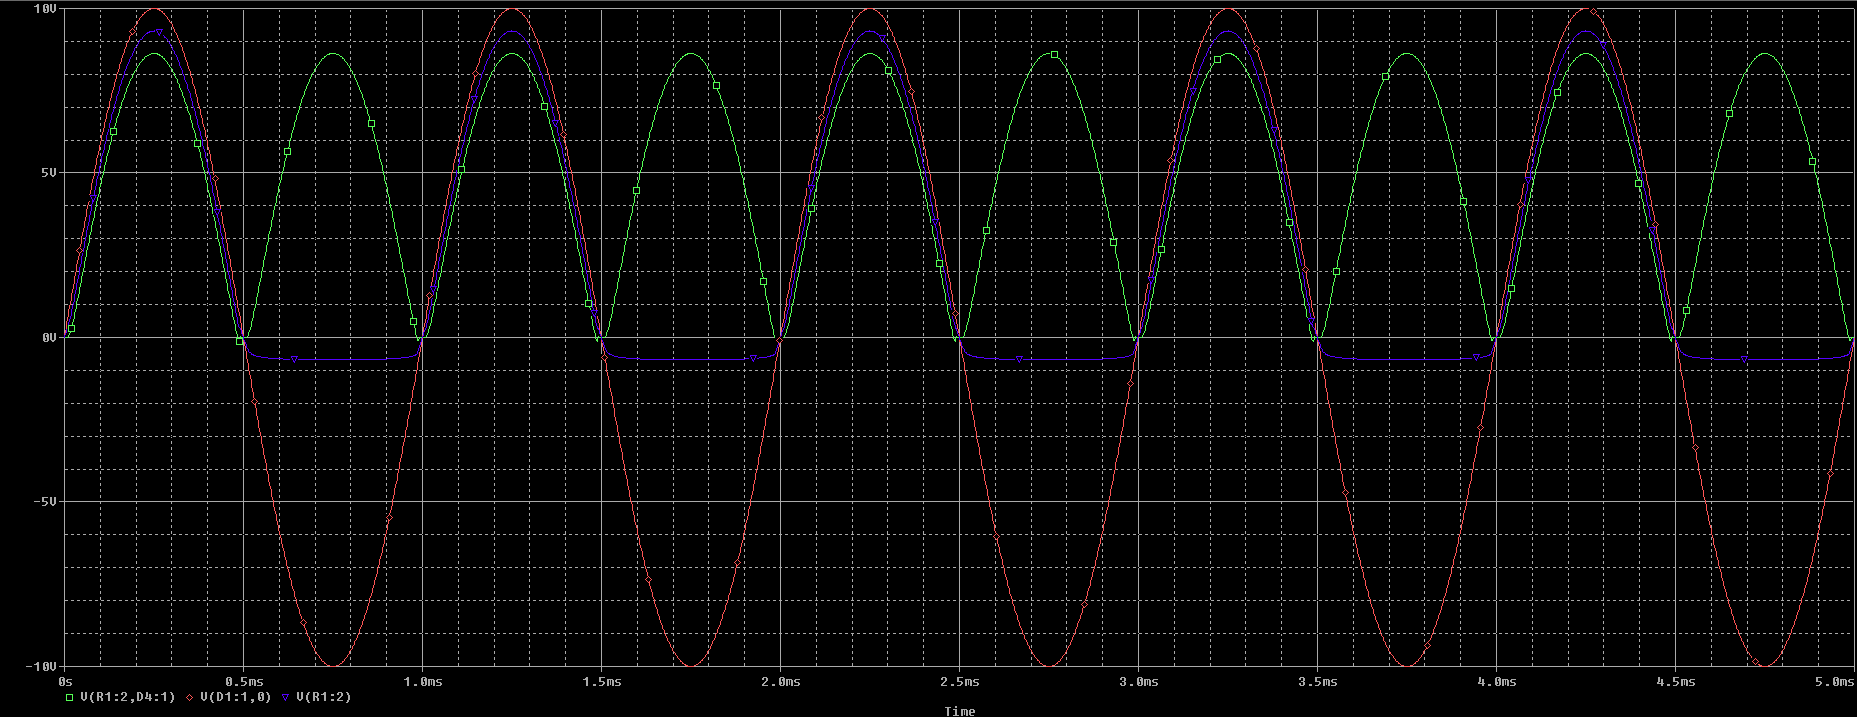 10V
5V
0V
-5V
-10V
0s 0.5ms 1.0ms 1.5ms 2.0ms 2.5ms 3.0ms 3.5ms 4.0ms 4.5ms 5.0ms
V(R1:2,D4:1) V(D1:1,0) V(R1:2)
Time